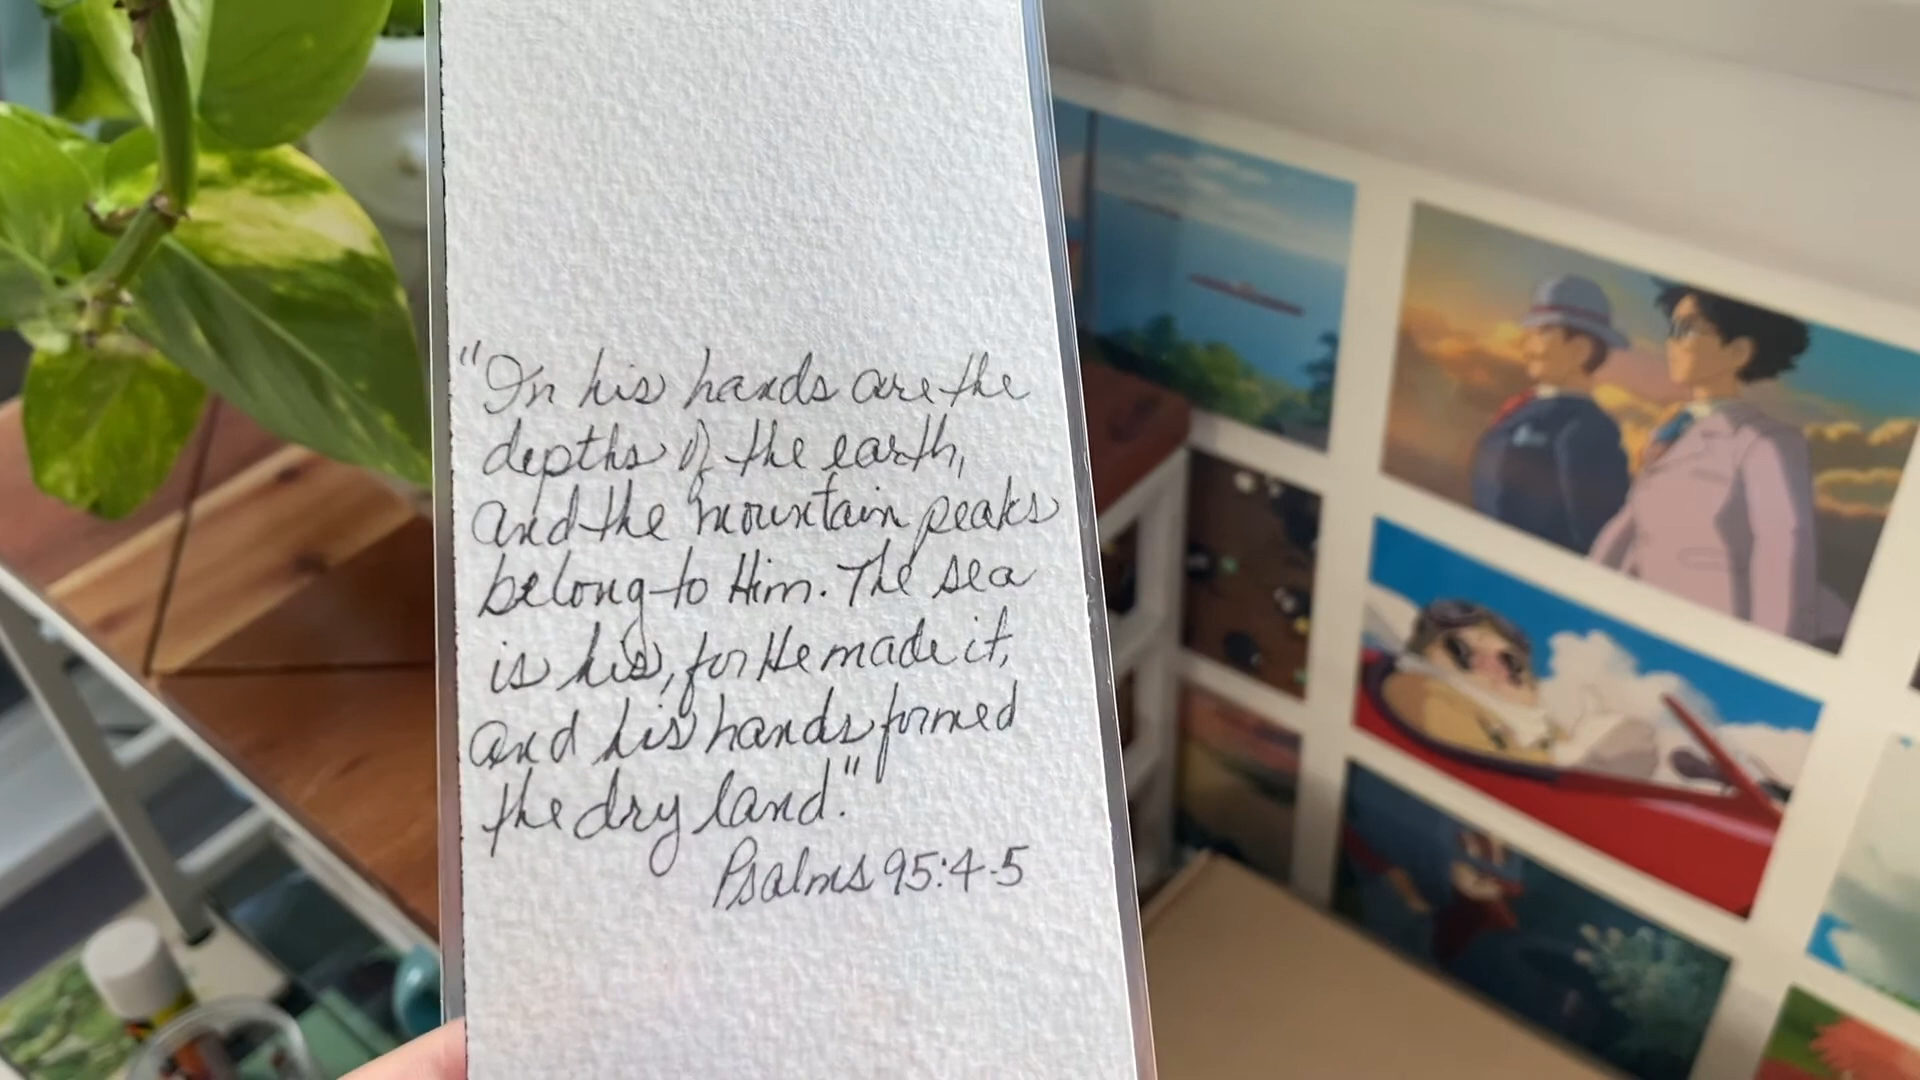 "In his hands are the
depths of the earth,
and the mountain peaks
belong to Him. The sea
is his, for He made it,
and his hands formed
the dry land."
Psalms 95:4-5